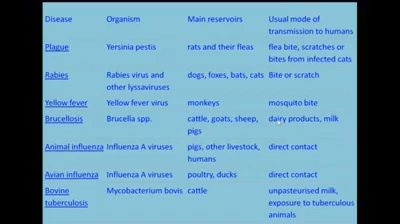 Disease Organism Main reservoirs Usual mode of
transmission to humans
Plague Yersinia pestis rats and their fleas flea bite, scratches or
bites from infected cats
Rabies Rabies virus and dogs, foxes, bats, cats Bite or scratch
other lyssaviruses
Yellow fever Yellow fever virus monkeys mosquito bite
Brucellosis Brucella spp. cattle, goats, sheep, dairy products, milk
pigs
Animal influenza Influenza A viruses pigs, other livestock, direct contact
humans
Avian influenza Influenza A viruses poultry, ducks direct contact
Bovine Mycobacterium bovis cattle unpasteurised milk,
tuberculosis exposure to tuberculous
animals